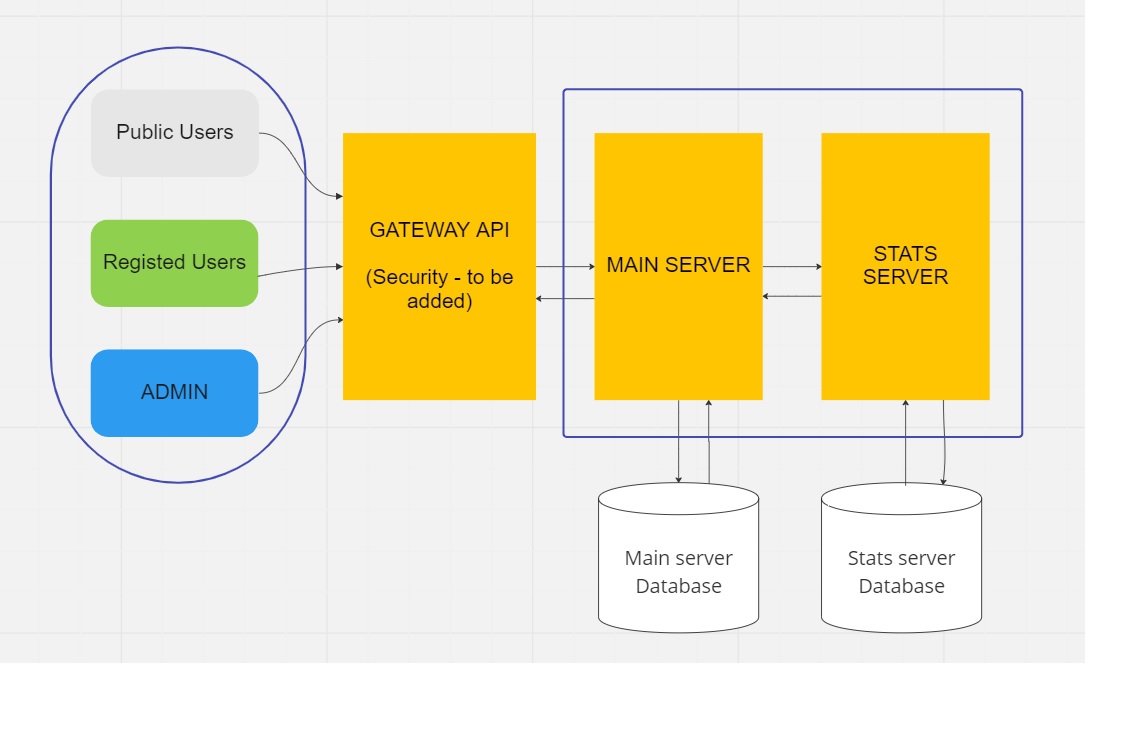 Public Users
Registed Users
ADMIN
GATEWAY API
(Security - to be
added)
MAIN SERVER
STATS
SERVER
Main server
Database
Stats server
Database